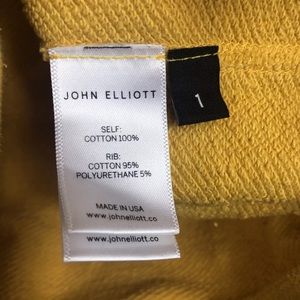 JOHN ELLIOTT
1
SELF:
COTTON 100%
RIB:
COTTON 95%
POLYURETHANE 5%
MADE IN USA
www.johnelliott.co
www.johnelliott.co